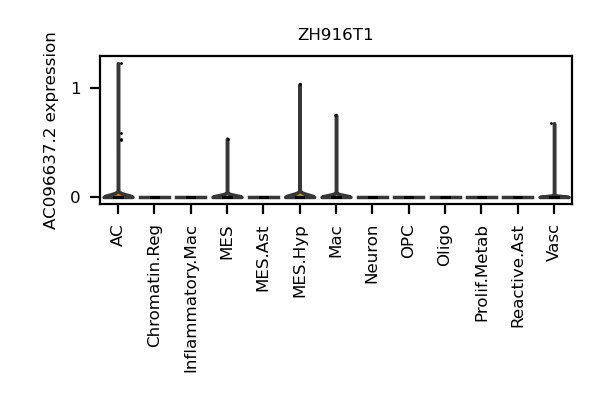 ZH916T1
AC096637.2 expression
1
0
AC
Chromatin.Reg
Inflammatory.Mac
MES
MES.Ast
MES.Hyp
Mac
Neuron
OPC
Oligo
Prolif.Metab
Reactive.Ast
Vasc